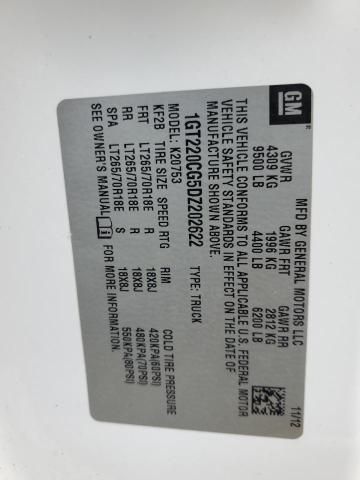 GM
MFD BY GENERAL MOTORS LLC 11/12
GVWR GAWR FRT GAWR RR
4309 KG 1996 KG 2812 KG
9500 LB 4400 LB 6200 LB
THIS VEHICLE CONFORMS TO ALL APPLICABLE U.S. FEDERAL MOTOR
VEHICLE SAFETY STANDARDS IN EFFECT ON THE DATE OF
MANUFACTURE SHOWN ABOVE.
1GT220CG5DZ202622 TYPE: TRUCK
MODEL: K20753
KF2B TIRE SIZE SPEED RTG RIM COLD TIRE PRESSURE
FRT LT265/70R18E R 18X8J 420KPA(60PSI)
RR LT265/70R18E R 18X8J 480KPA(70PSI)
SPA LT265/70R18E S 18X8J 550KPA(80PSI)
SEE OWNER'S MANUAL FOR MORE INFORMATION.